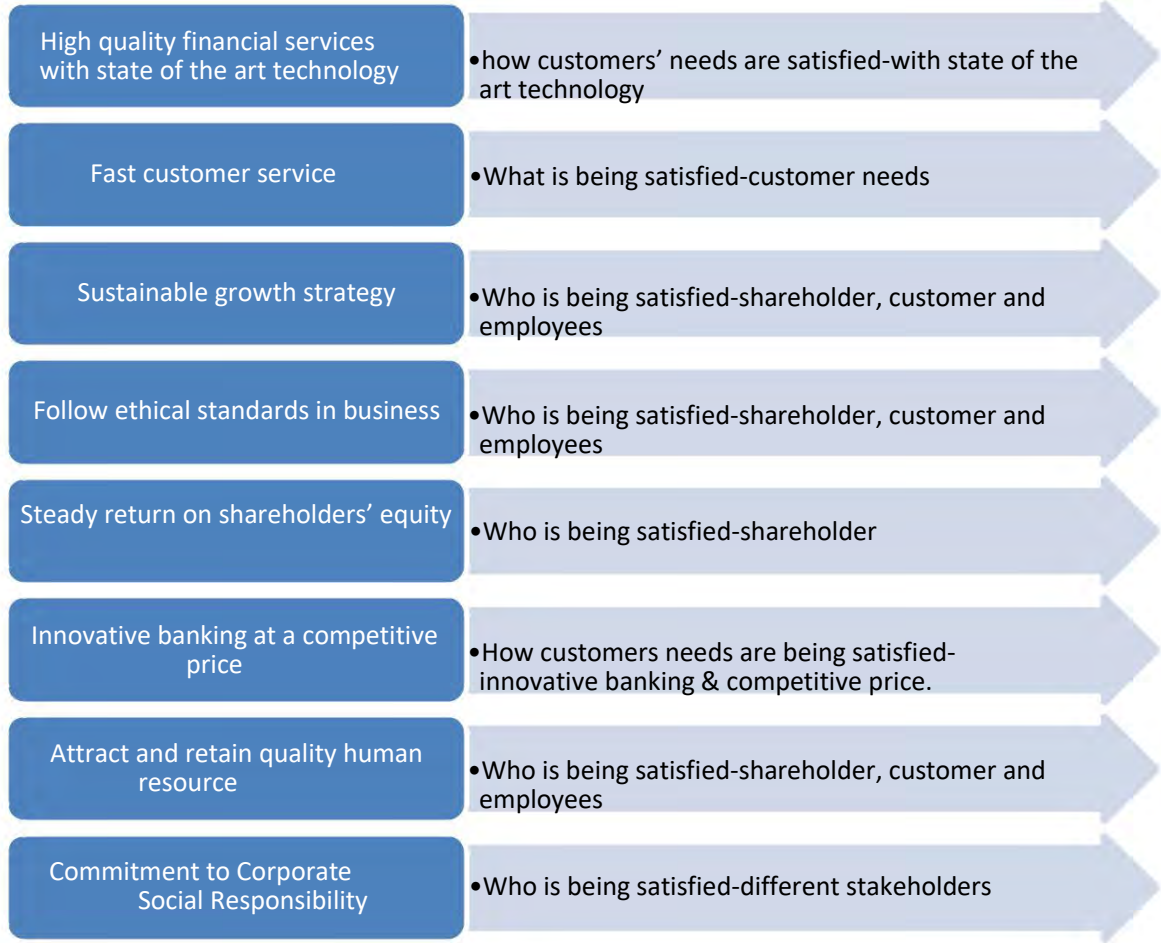 High quality financial services
with state of the art technology
•how customers’ needs are satisfied-with state of the
art technology
Fast customer service
•What is being satisfied-customer needs
Sustainable growth strategy
•Who is being satisfied-shareholder, customer and
employees
Follow ethical standards in business
•Who is being satisfied-shareholder, customer and
employees
Steady return on shareholders’ equity
•Who is being satisfied-shareholder
Innovative banking at a competitive
price
•How customers needs are being satisfied-
innovative banking & competitive price.
Attract and retain quality human
resource
•Who is being satisfied-shareholder, customer and
employees
Commitment to Corporate
Social Responsibility
•Who is being satisfied-different stakeholders